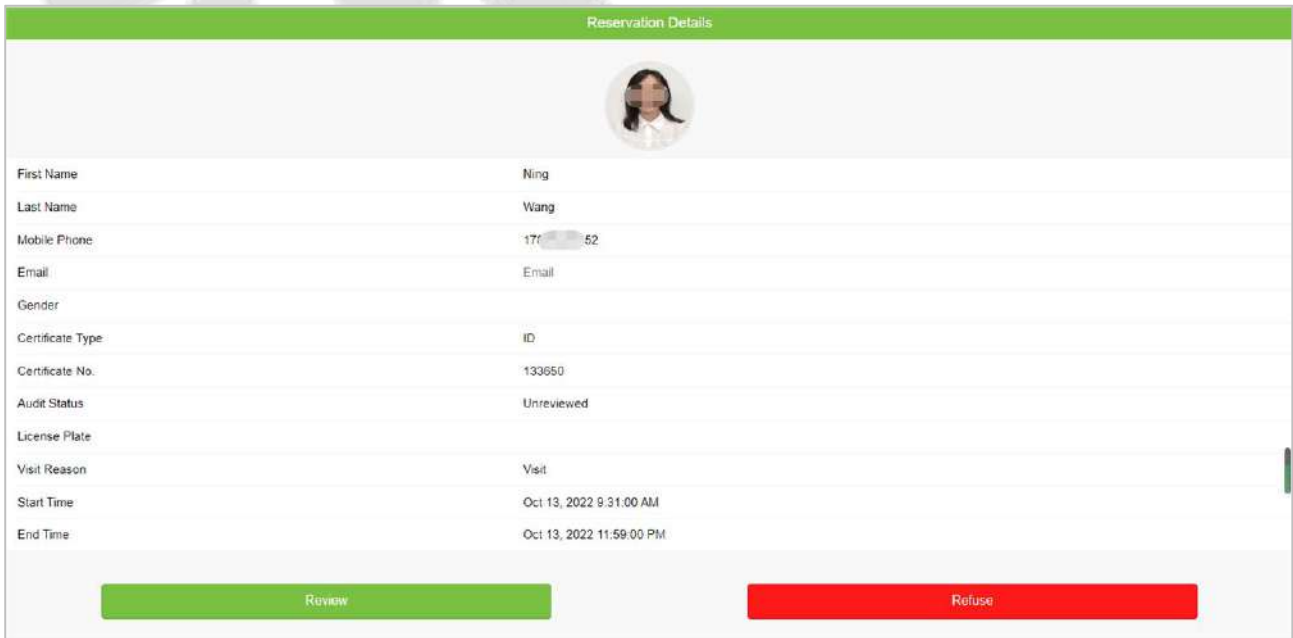 Reservation Details
First Name Ning
Last Name Wang
Mobile Phone 52
Email Email
Gender
Certificate Type ID
Certificate No. 133650
Audit Status Unreviewed
License Plate
Visit Reason Visit
Start Time Oct 13, 2022 9:31:00 AM
End Time Oct 13, 2022 11:59:00 PM
Review Refuse